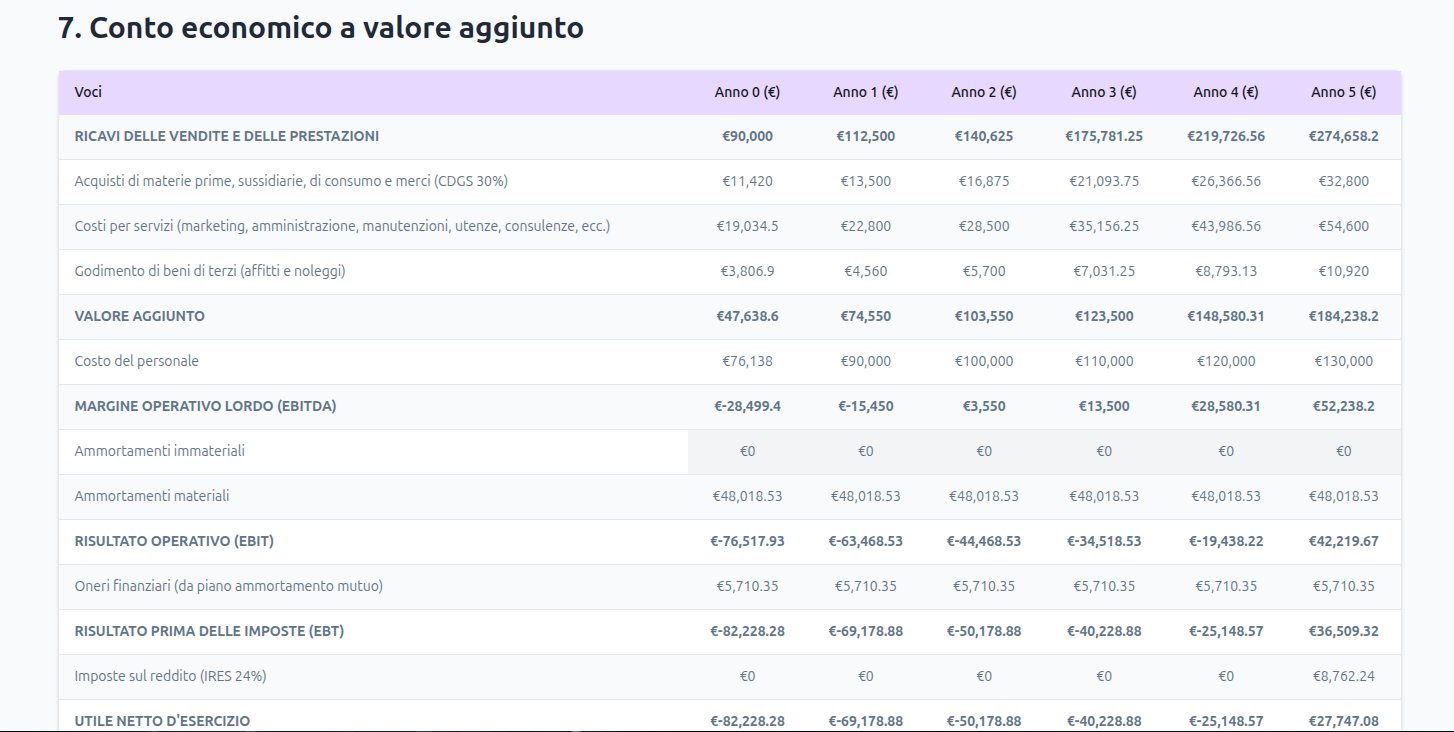 7. Conto economico a valore aggiunto
Voci Anno 0 (€) Anno 1 (€) Anno 2 (€) Anno 3 (€) Anno 4 (€) Anno 5 (€)
RICAVI DELLE VENDITE E DELLE PRESTAZIONI €90,000 €112,500 €140,625 €175,781.25 €219,726.56 €274,658.2
Acquisti di materie prime, sussidiarie, di consumo e merci (CDGS 30%) €11,420 €13,500 €16,875 €21,093.75 €26,366.56 €32,800
Costi per servizi (marketing, amministrazione, manutenzioni, utenze, consulenze, ecc.) €19,034.5 €22,800 €28,500 €35,156.25 €43,986.56 €54,600
Godimento di beni di terzi (affitti e noleggi) €3,806.9 €4,560 €5,700 €7,031.25 €8,793.13 €10,920
VALORE AGGIUNTO €47,638.6 €74,550 €103,550 €123,500 €148,580.31 €184,238.2
Costo del personale €76,138 €90,000 €100,000 €110,000 €120,000 €130,000
MARGINE OPERATIVO LORDO (EBITDA) €-28,499.4 €-15,450 €3,550 €13,500 €28,580.31 €52,238.2
Ammortamenti immateriali €0 €0 €0 €0 €0 €0
Ammortamenti materiali €48,018.53 €48,018.53 €48,018.53 €48,018.53 €48,018.53 €48,018.53
RISULTATO OPERATIVO (EBIT) €-76,517.93 €-63,468.53 €-44,468.53 €-34,518.53 €-19,438.22 €42,219.67
Oneri finanziari (da piano ammortamento mutuo) €5,710.35 €5,710.35 €5,710.35 €5,710.35 €5,710.35 €5,710.35
RISULTATO PRIMA DELLE IMPOSTE (EBT) €-82,228.28 €-69,178.88 €-50,178.88 €-40,228.88 €-25,148.57 €36,509.32
Imposte sul reddito (IRES 24%) €0 €0 €0 €0 €0 €8,762.24
UTILE NETTO D'ESERCIZIO €-82,228.28 €-69,178.88 €-50,178.88 €-40,228.88 €-25,148.57 €27,747.08